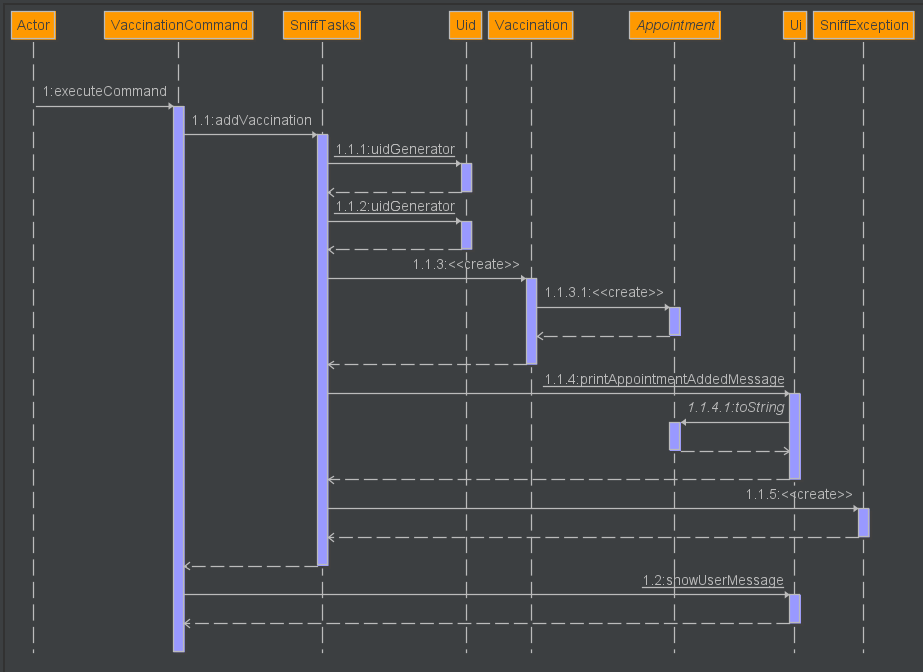 Actor
VaccinationCommand
SniffTasks
Uid
Vaccination
Appointment
Ui
SniffException
1:executeCommand
1.1:addVaccination
1.1.1:uidGenerator
1.1.2:uidGenerator
1.1.3:<<create>>
1.1.3.1:<<create>>
1.1.4:printAppointmentAddedMessage
1.1.4.1:toString
1.1.5:<<create>>
1.2:showUserMessage